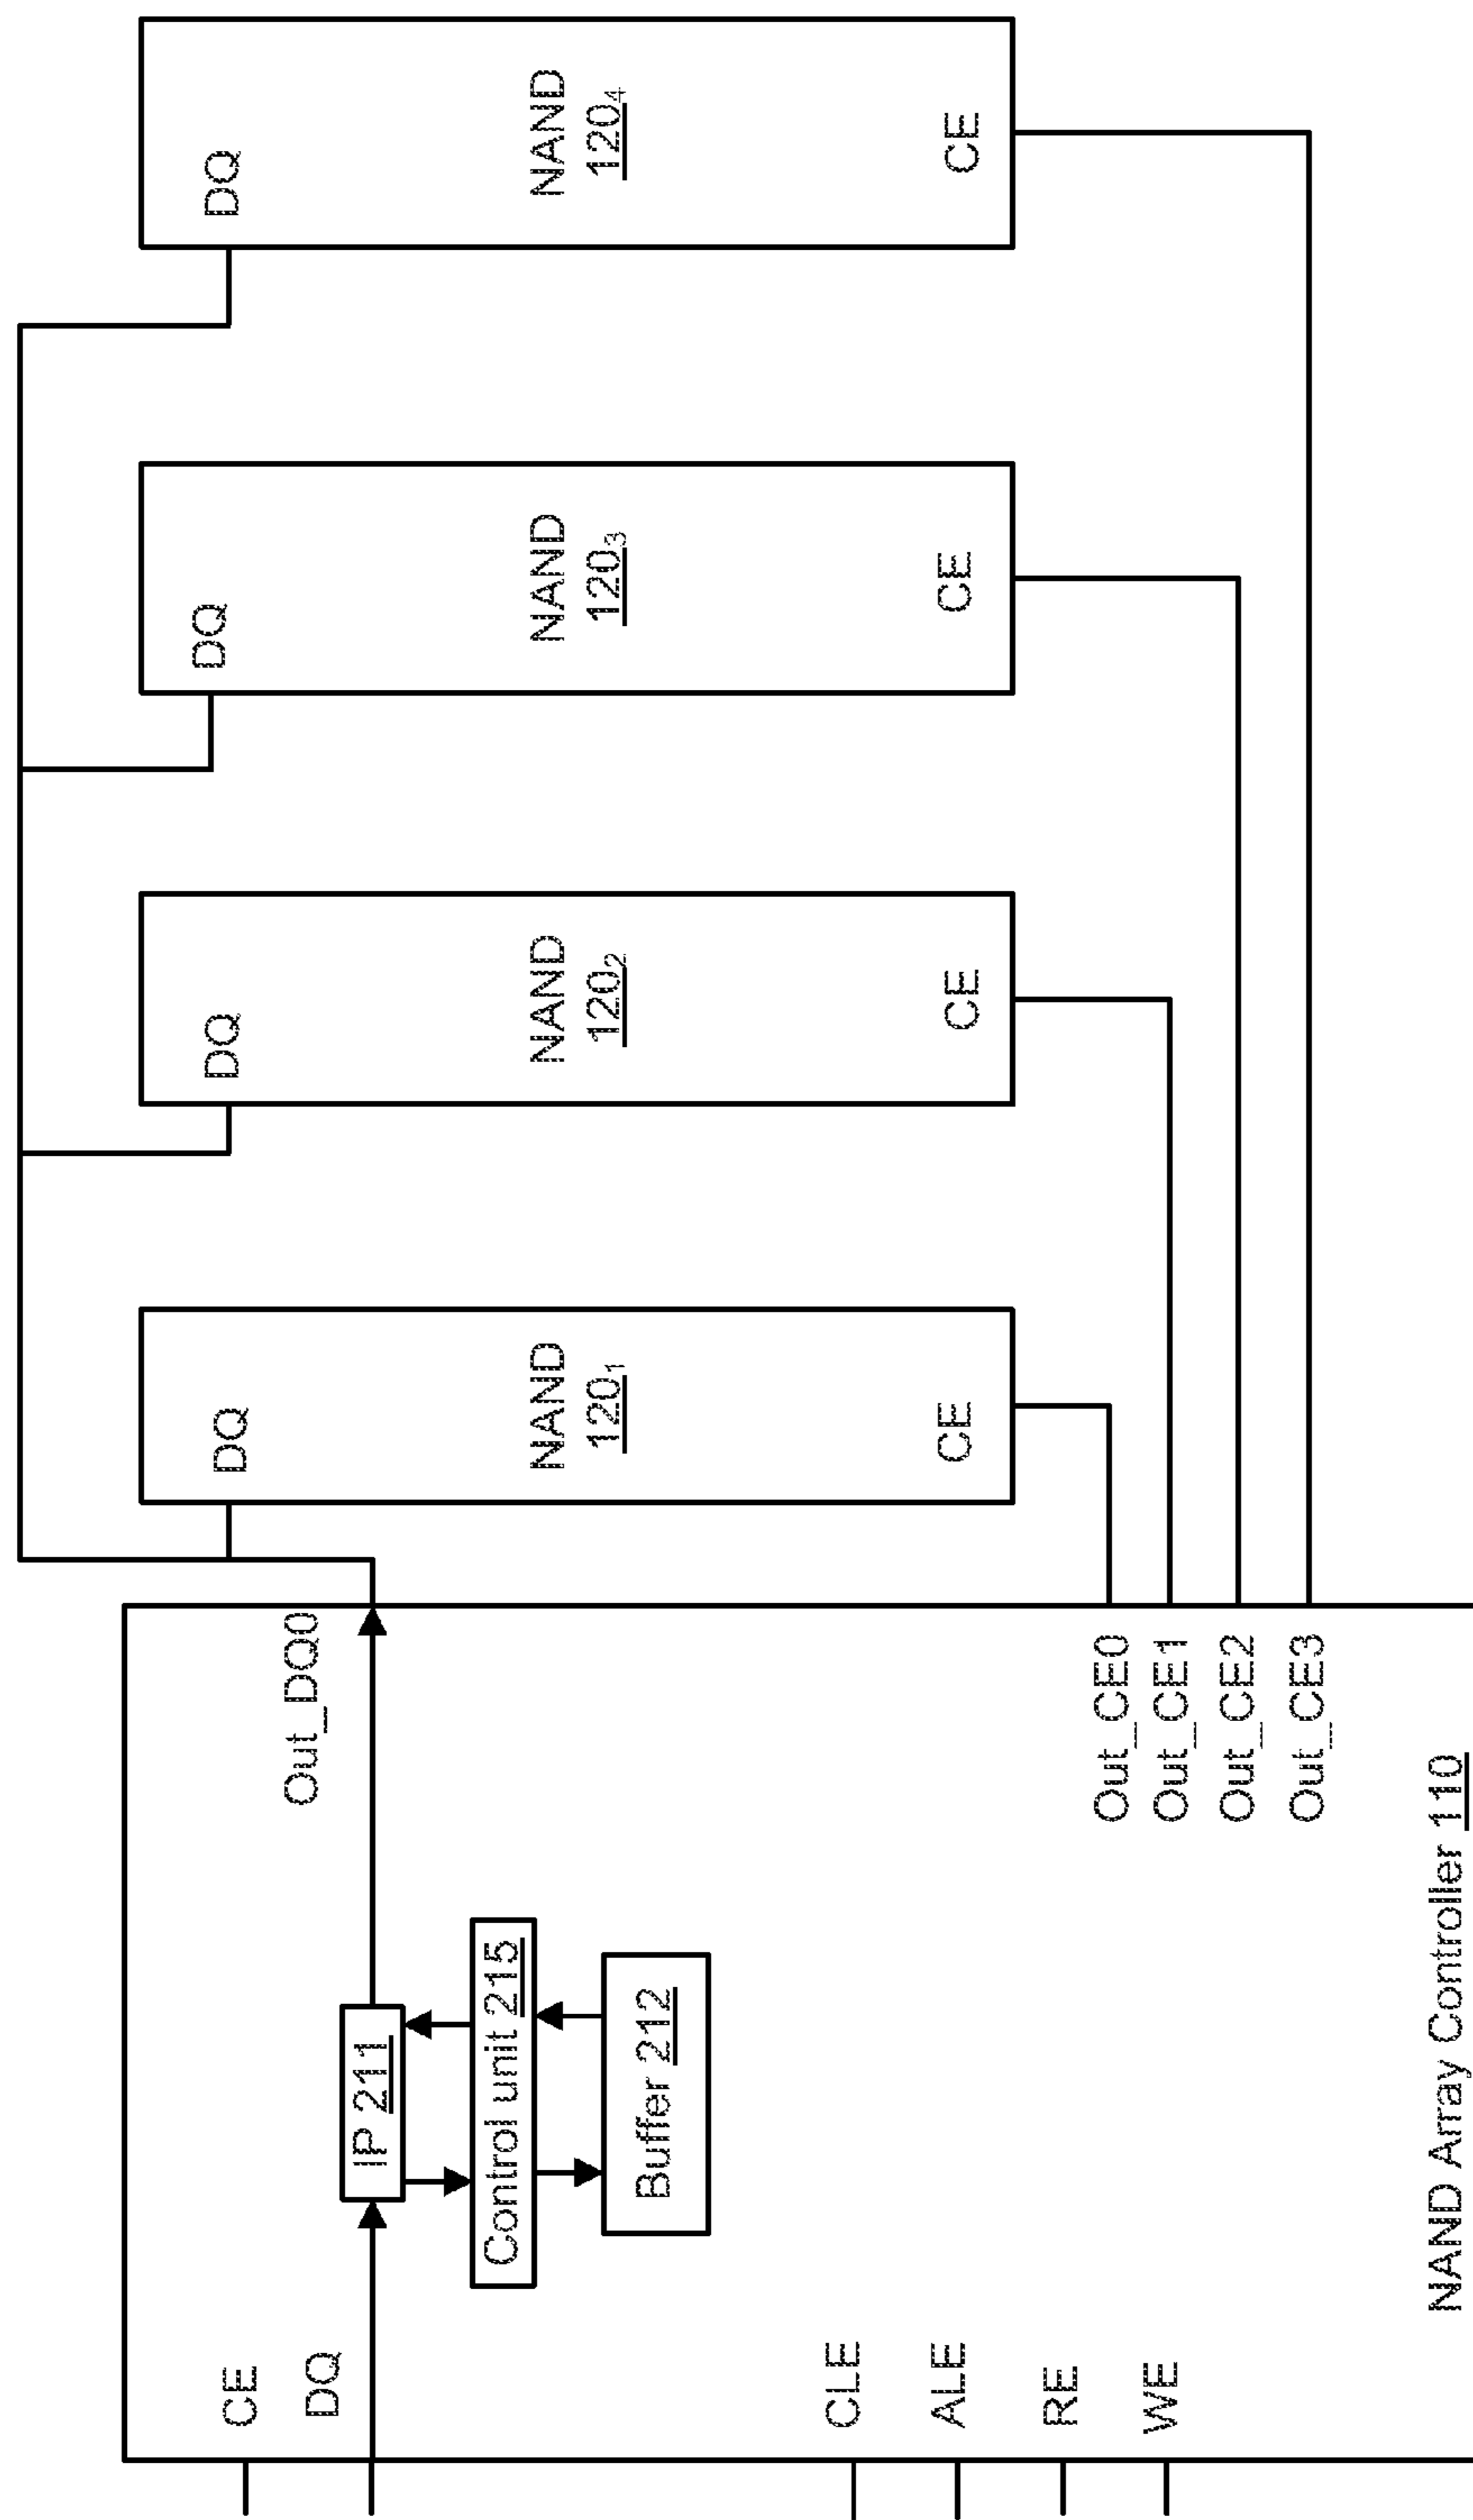 CE
DQ
IP 211
Out_DQ0
Control unit 215
Buffer 212
CLE
ALE
RE
WE
Out_CE0
Out_CE1
Out_CE2
Out_CE3
NAND Array Controller 110
DQ
NAND
120₁
CE
DQ
NAND
120₂
CE
DQ
NAND
120₃
CE
DQ
NAND
120₄
CE